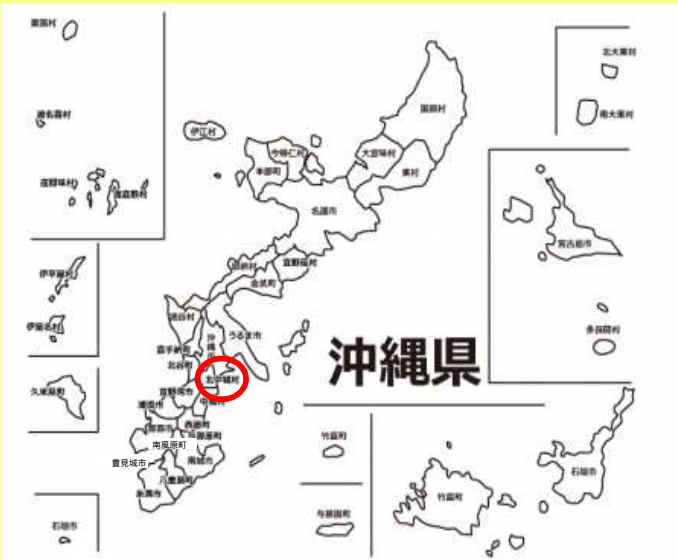 粟国村
渡名喜村
座間味村
渡嘉敷村
伊平屋村
伊是名村
久米島町
石垣市
国頭村
大宜味村
東村
今帰仁村
本部町
伊江村
名護市
恩納村
宜野座村
金武町
読谷村
うるま市
沖縄市
嘉手納町
北谷町
北中城村
宜野湾市
中城村
浦添市
西原町
那覇市
与那原町
南風原町
豊見城市
南城市
八重瀬町
糸満市
沖縄県
北大東村
南大東村
宮古島市
多良間村
竹富町
与那国町
竹富町
石垣市